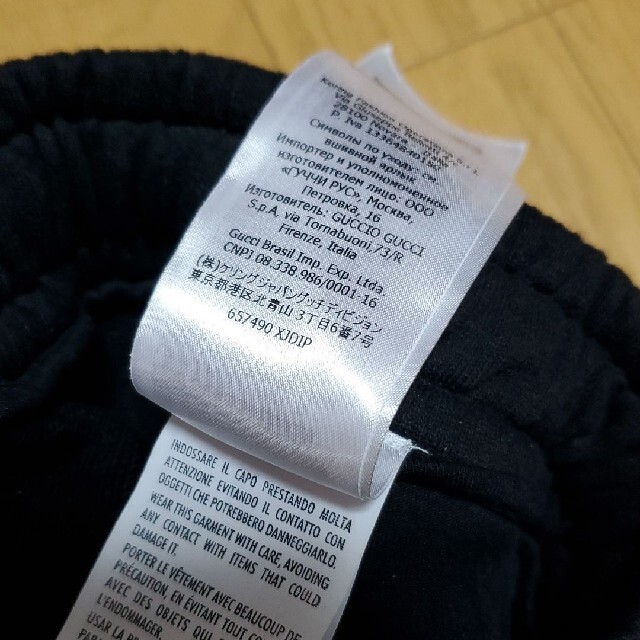 Символы по уходу: см.
вшивной ярлык
Импортер и уполномоченное
изготовителем лицо: ООО
«ГУЧЧИ РУС», Москва,
Петровка, 16
Изготовитель: GUCCIO GUCCI
S.p.A. via Tornabuoni,73/R
Firenze, Italia
Gucci Brasil Imp. Exp. Ltda.
CNPJ 08.338.986/0001-16
(株)ケリングジャパングッチディビジョン
東京都港区北青山3丁目6番7号
657490 XJDIP
INDOSSARE IL CAPO PRESTANDO MOLTA
ATTENZIONE EVITANDO IL CONTATTO CON
OGGETTI CHE POTREBBERO DANNEGGIARLO.
WEAR THIS GARMENT WITH CARE, AVOIDING
ANY CONTACT WITH ITEMS THAT COULD
DAMAGE IT.
PORTER LE VÊTEMENT AVEC BEAUCOUP DE
PRÉCAUTION, EN ÉVITANT TOUT
AVEC DES OBJETS QUI
L'ENDOMMAGER.
USAR LA